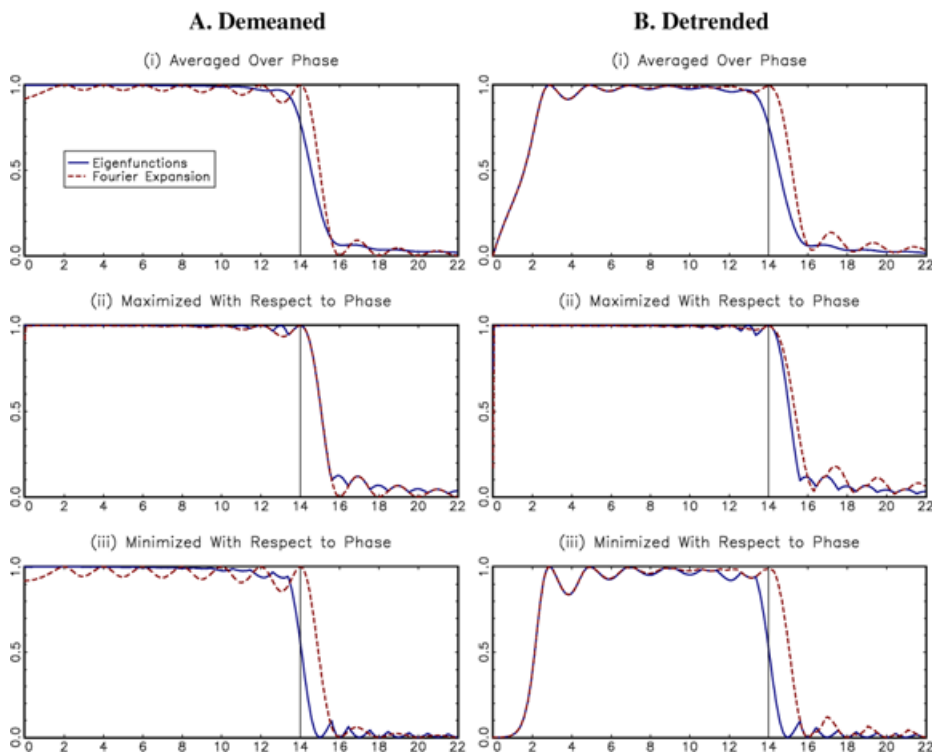 A. Demeaned
B. Detrended
(i) Averaged Over Phase
(i) Averaged Over Phase
1.0
0.5
0.0
Eigenfunctions
Fourier Expansion
0 2 4 6 8 10 12 14 16 18 20 22
1.0
0.5
0.0
0 2 4 6 8 10 12 14 16 18 20 22
(ii) Maximized With Respect to Phase
(ii) Maximized With Respect to Phase
1.0
0.5
0.0
0 2 4 6 8 10 12 14 16 18 20 22
1.0
0.5
0.0
0 2 4 6 8 10 12 14 16 18 20 22
(iii) Minimized With Respect to Phase
(iii) Minimized With Respect to Phase
1.0
0.5
0.0
0 2 4 6 8 10 12 14 16 18 20 22
1.0
0.5
0.0
0 2 4 6 8 10 12 14 16 18 20 22